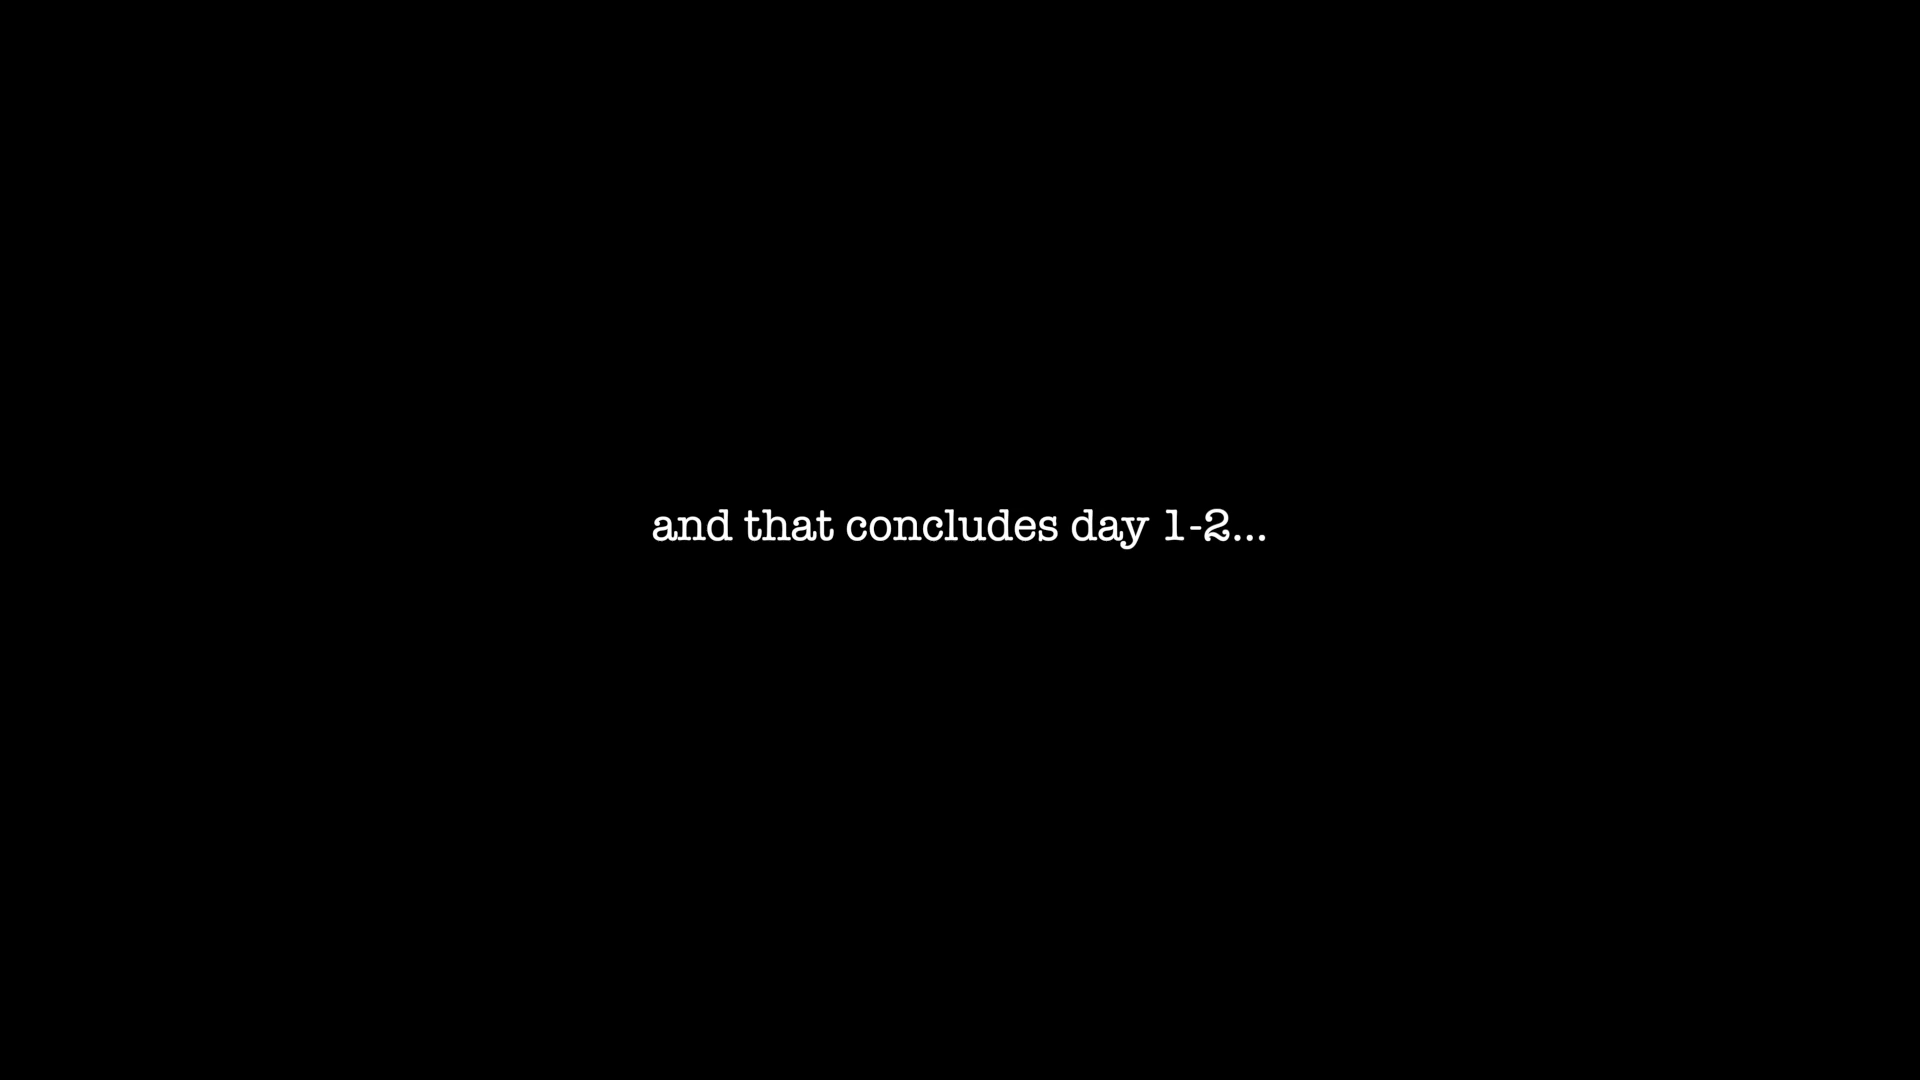 and that concludes day 1-2...